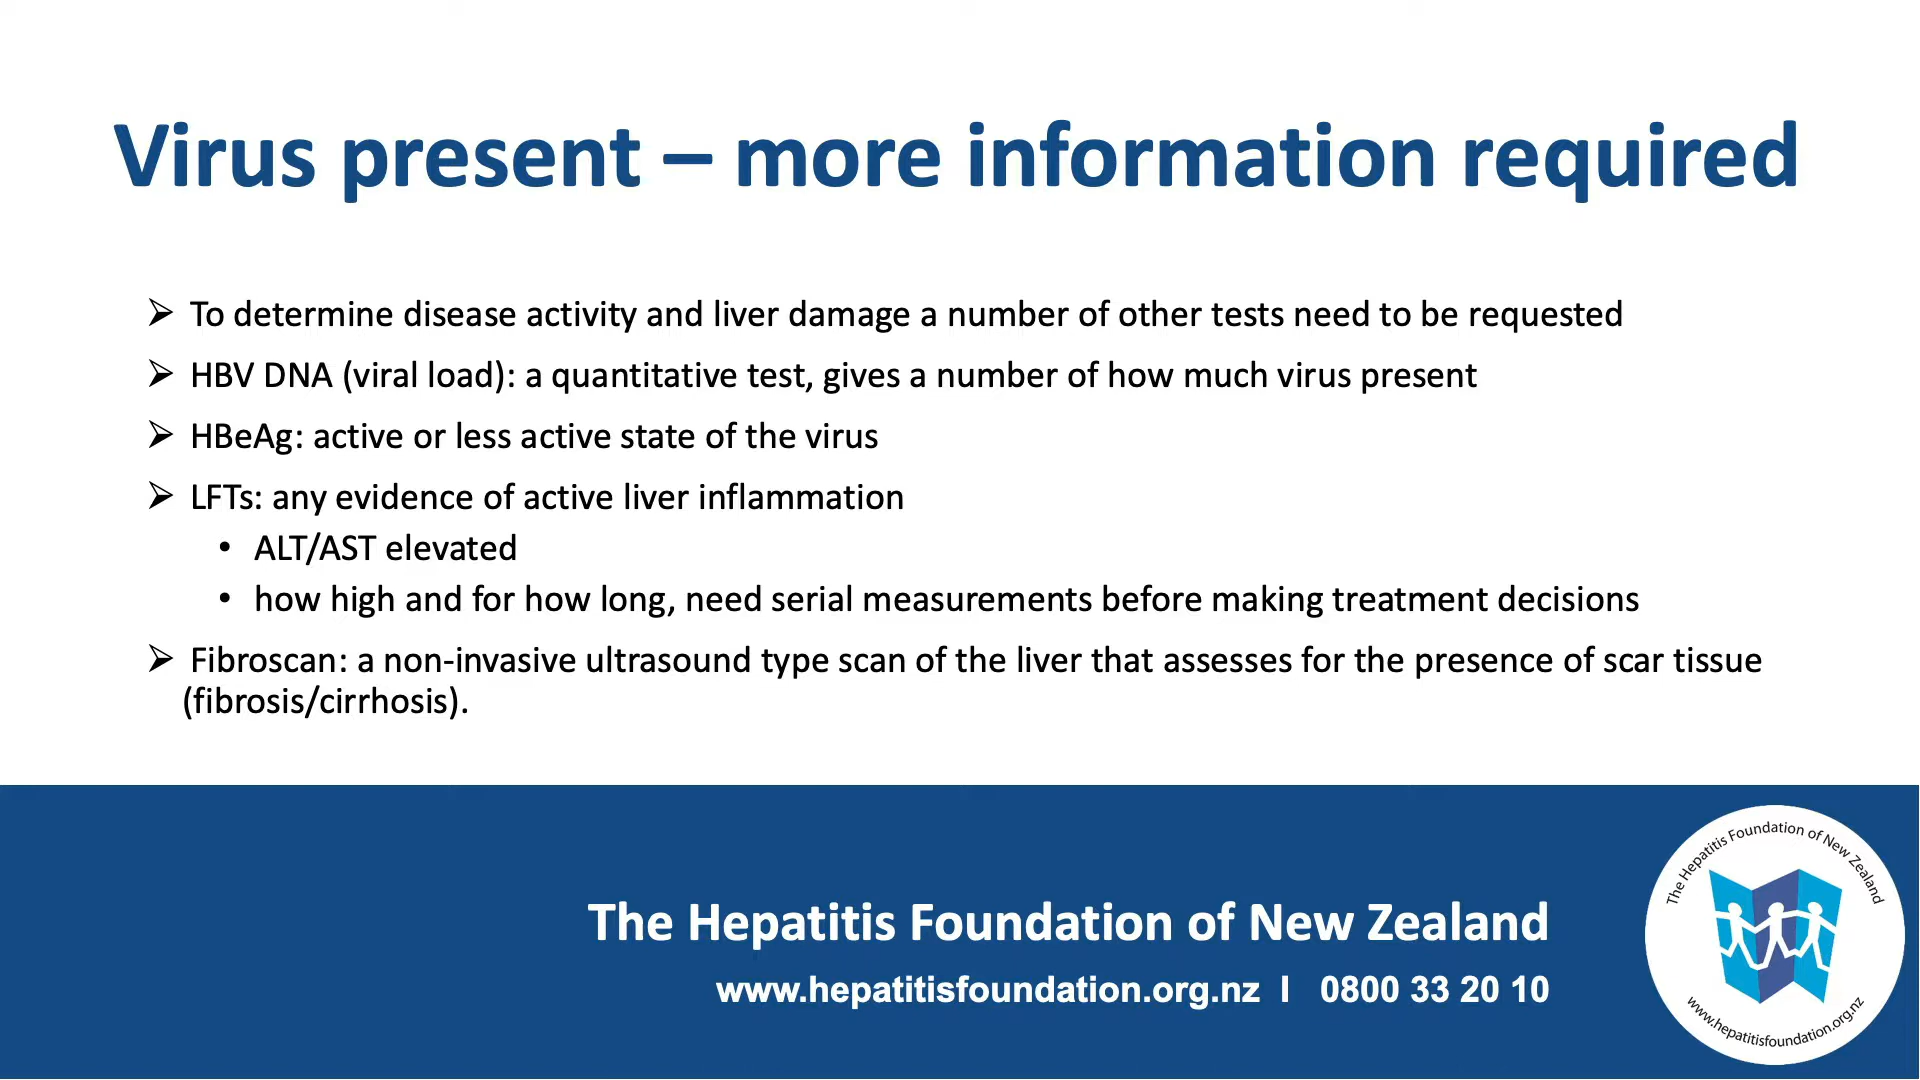 Virus present – more information required
➢ To determine disease activity and liver damage a number of other tests need to be requested
➢ HBV DNA (viral load): a quantitative test, gives a number of how much virus present
➢ HBeAg: active or less active state of the virus
➢ LFTs: any evidence of active liver inflammation
• ALT/AST elevated
• how high and for how long, need serial measurements before making treatment decisions
➢ Fibroscan: a non-invasive ultrasound type scan of the liver that assesses for the presence of scar tissue
(fibrosis/cirrhosis).
The Hepatitis Foundation of New Zealand
www.hepatitisfoundation.org.nz I 0800 33 20 10
The Hepatitis Foundation of New Zealand
www.hepatitisfoundation.org.nz